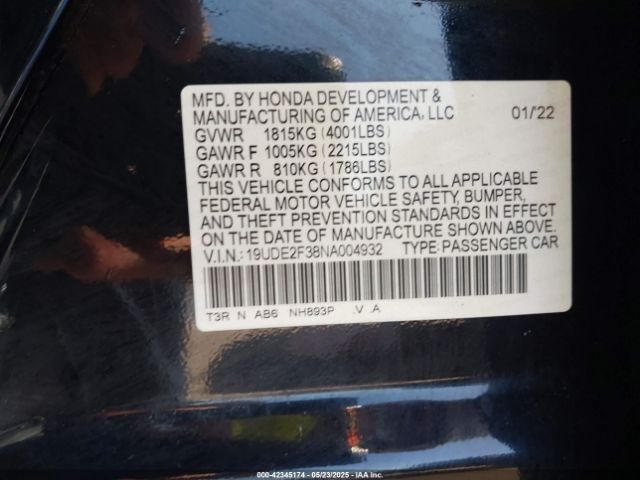 MFD. BY HONDA DEVELOPMENT &
MANUFACTURING OF AMERICA, LLC 01/22
GVWR 1815KG (4001LBS)
GAWR F 1005KG (2215LBS)
GAWR R 810KG (1786LBS)
THIS VEHICLE CONFORMS TO ALL APPLICABLE
FEDERAL MOTOR VEHICLE SAFETY, BUMPER,
AND THEFT PREVENTION STANDARDS IN EFFECT
ON THE DATE OF MANUFACTURE SHOWN ABOVE.
V.I.N.: 19UDE2F38NA004932 TYPE: PASSENGER CAR
T3R N AB6 NH893P .V .A
000-42345174 | 05/23/2025 - IAA Inc.